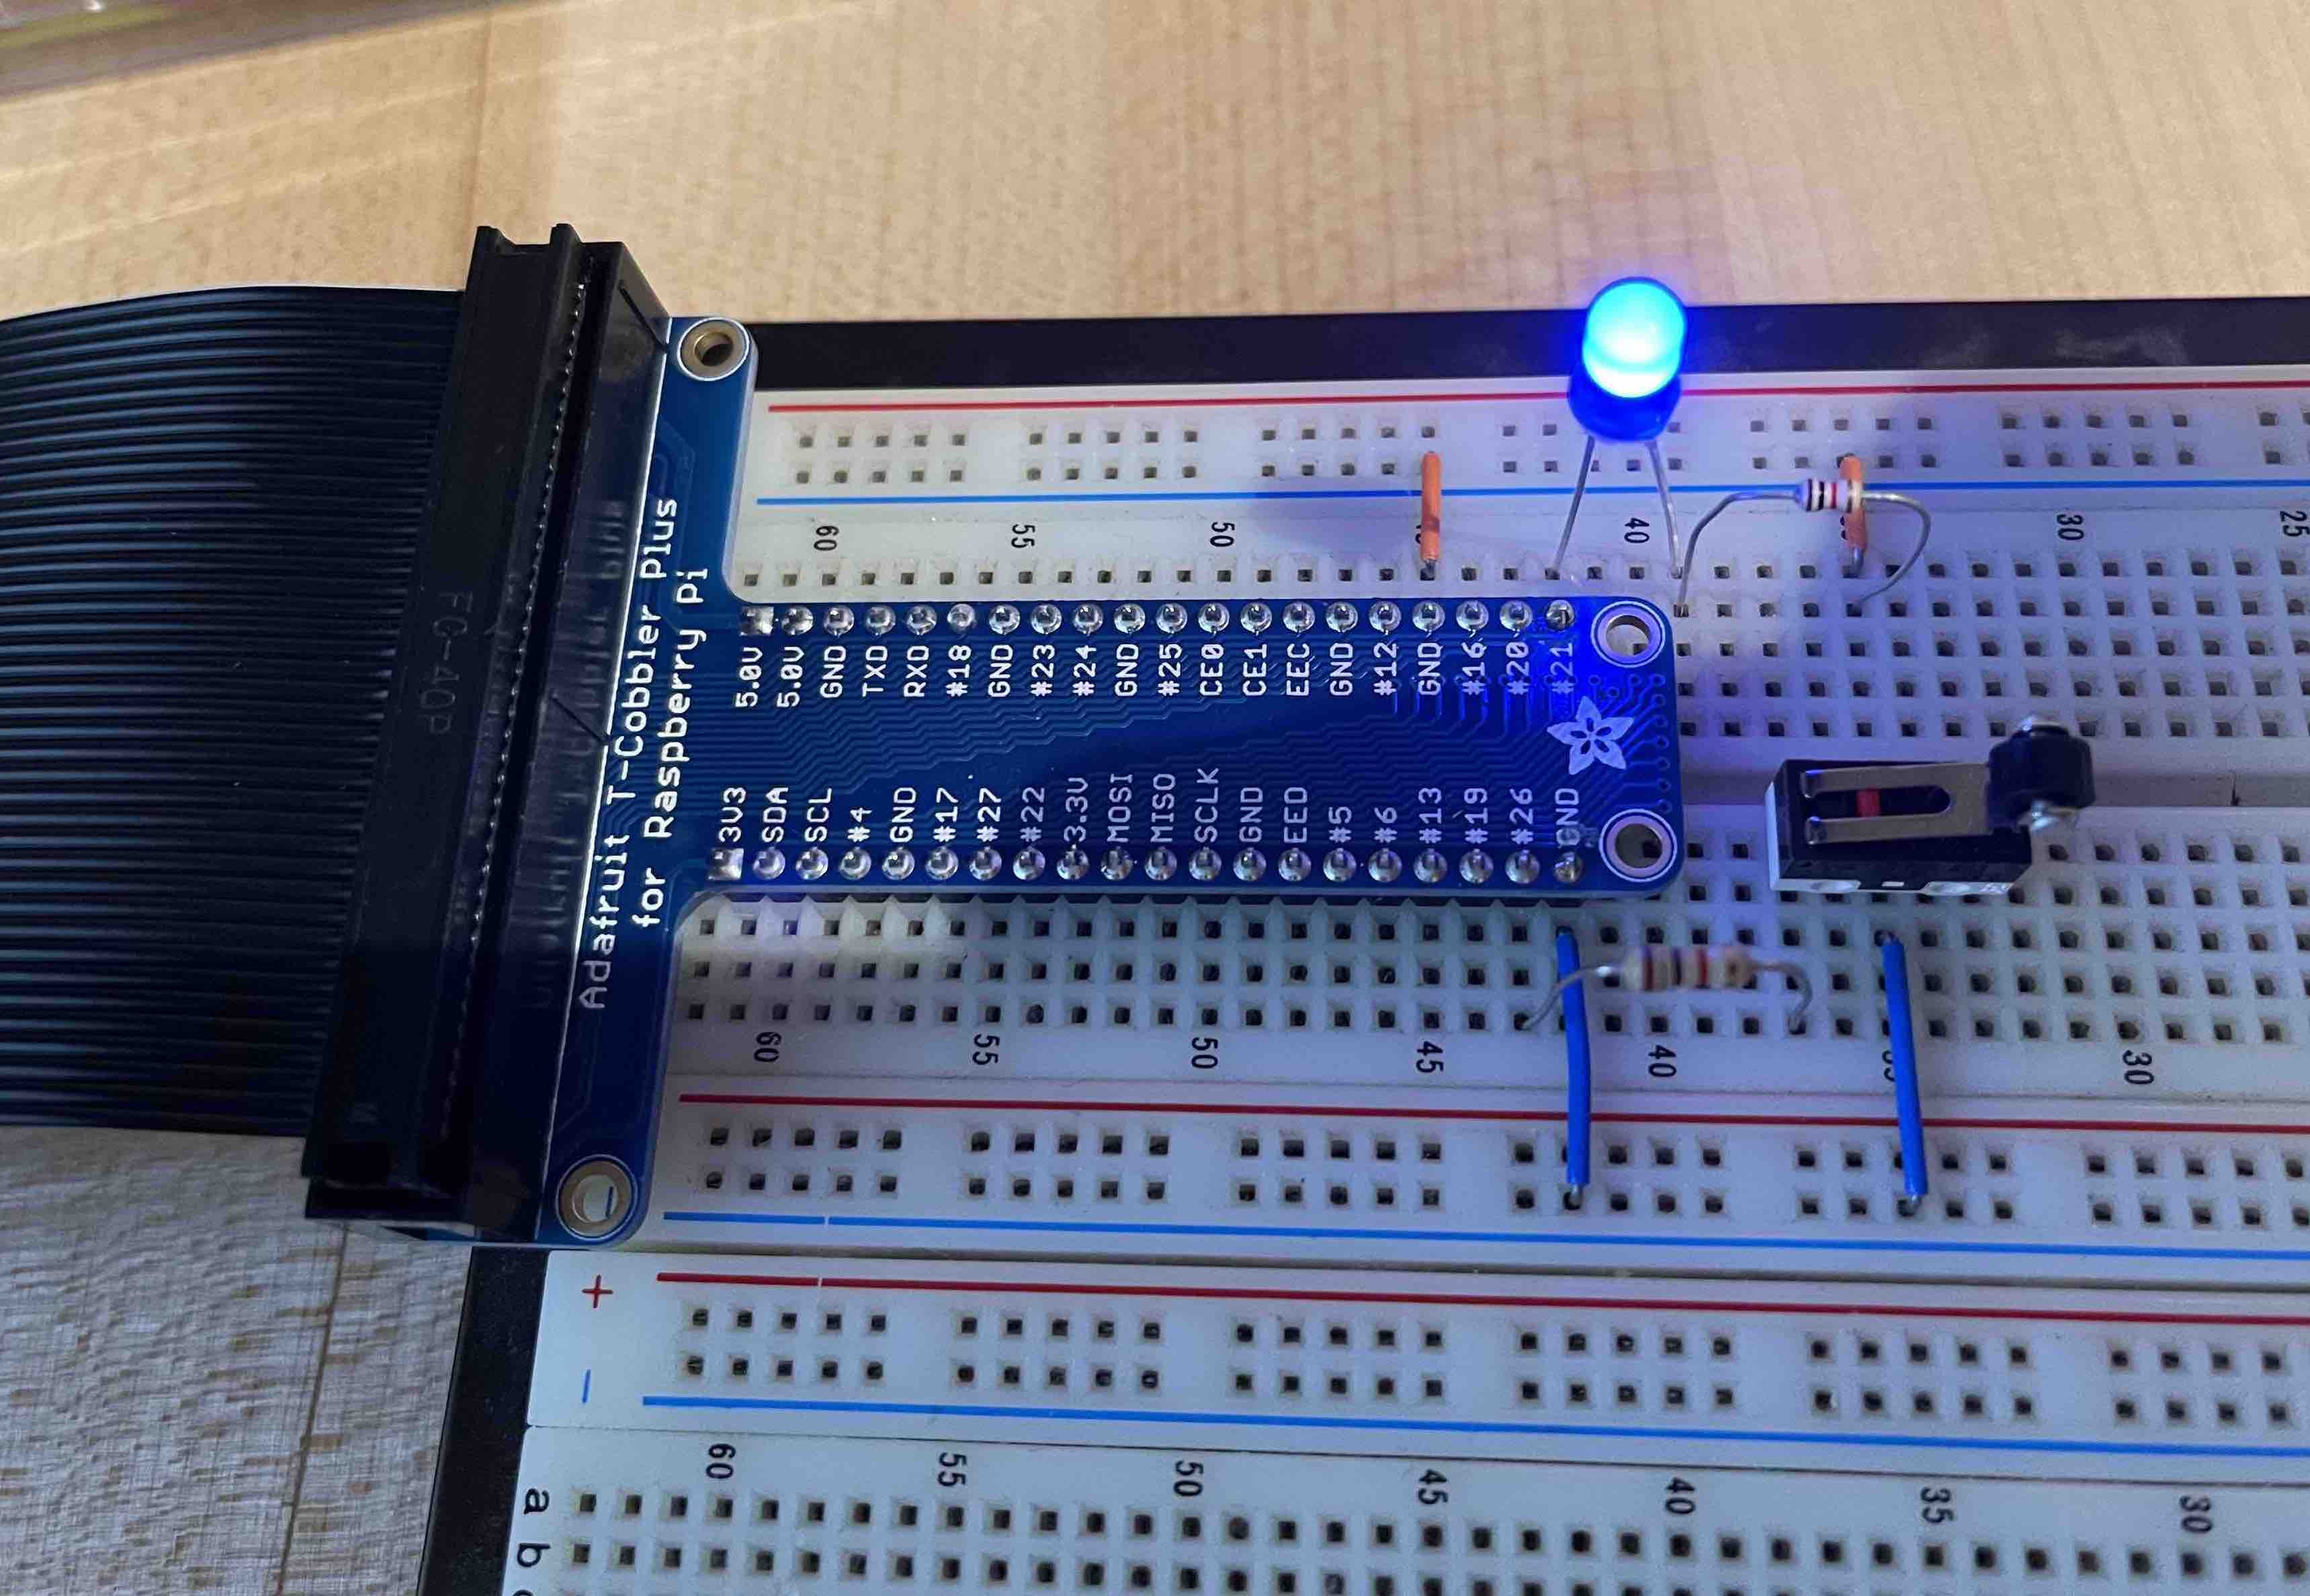 FC-40P
Adafruit T-Cobbler Plus
for Raspberry Pi
60 55 50 40 30 25
5.0V 5.0V GND TXD RXD #18 GND #23 #24 GND #25 CE0 CE1 EEC GND #12 GND #16 #20 #21
3V3 SDA SCL #4 GND #17 #27 #22 3.3V MOSI MISO SCLK GND EED #5 #6 #13 #19 #26 GND
60 55 50 45 40 30
-
+
-
60 55 50 45 40 35 30
a
b